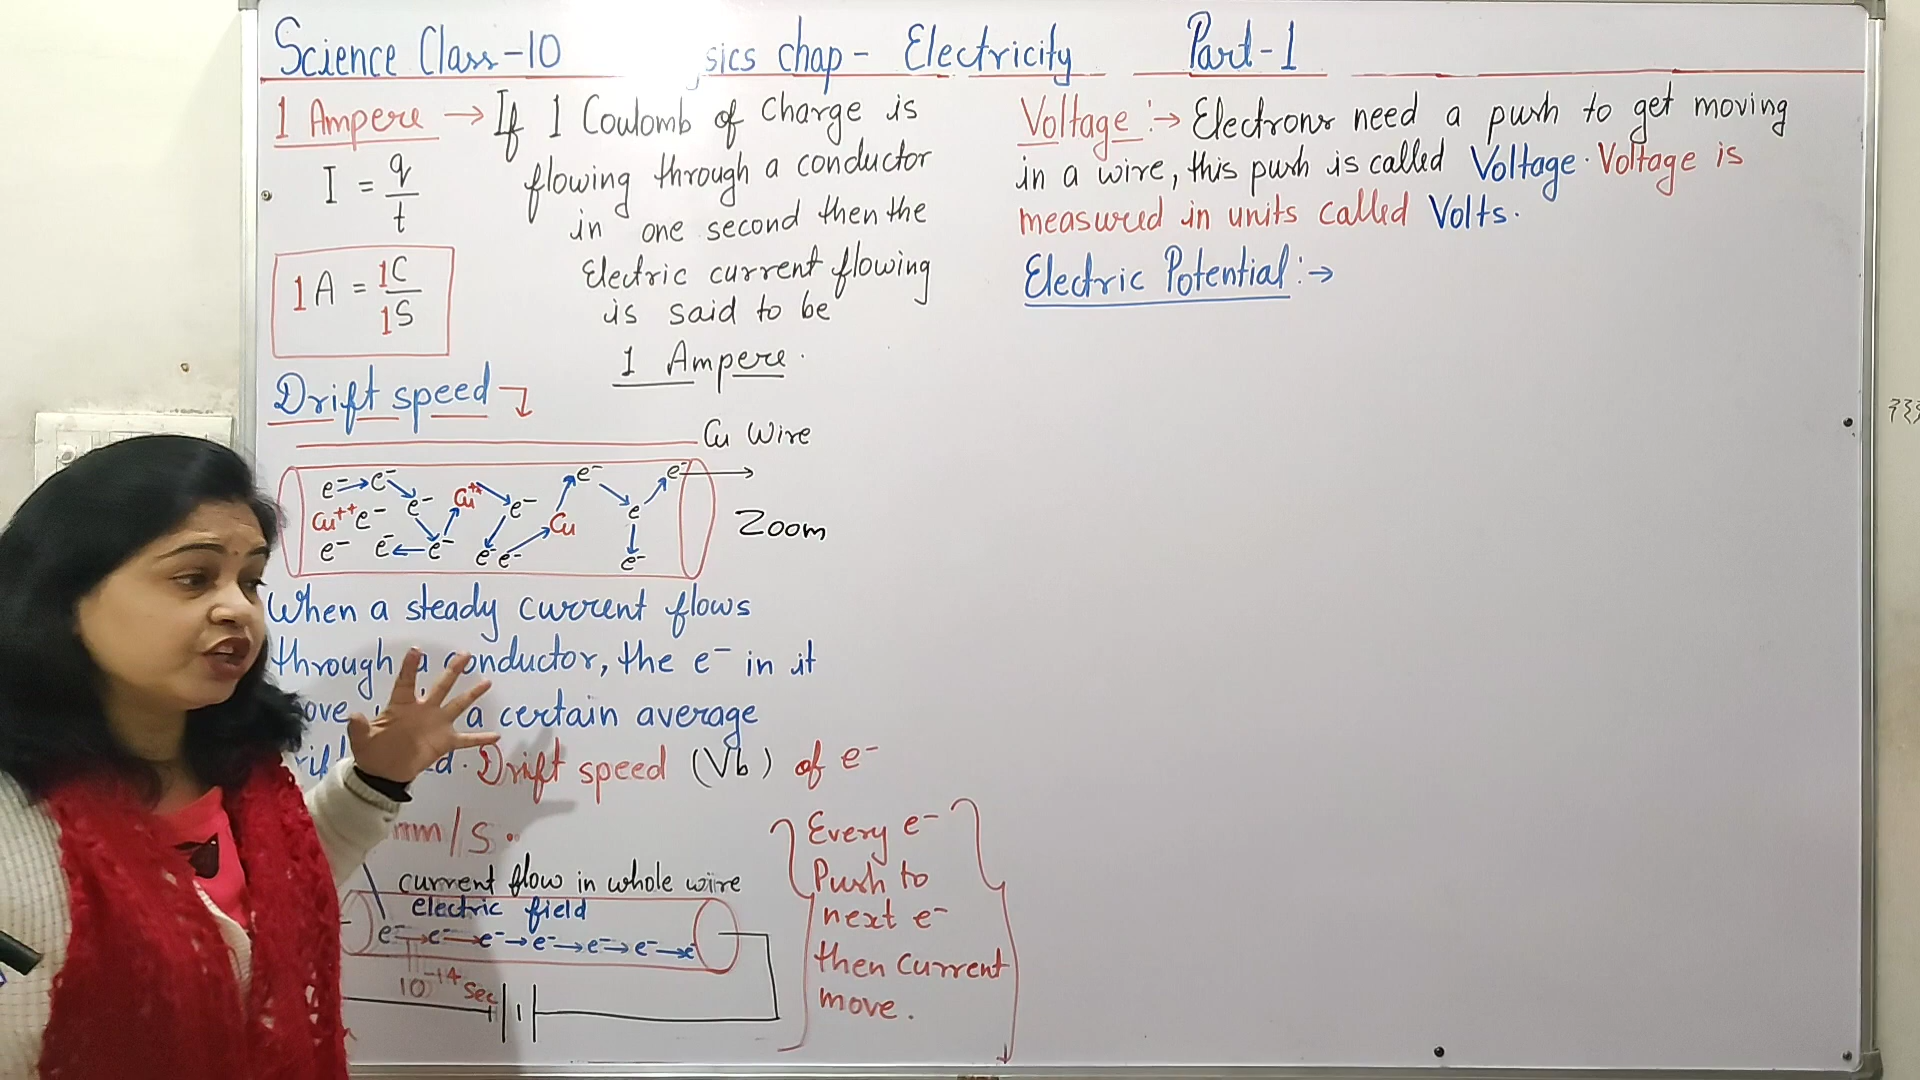 Science Class-10 sics chap- Electricity Part-1
1 Ampere → If 1 Coulomb of Charge is
flowing through a conductor
in one second then the
Electric current flowing
is said to be
1 Ampere.
I = q/t
1A = 1C/1S
Drift speed
Cu Wire
e⁻ → e⁻ e⁻ Cu⁺⁺ e⁻ e⁻ e⁻
Cu⁺⁺ e⁻ Cu e
e⁻ e⁻ ← e⁻ e⁻ e⁻ e⁻
Zoom
When a steady current flows
through a conductor, the e⁻ in it
ove a certain average
d. Drift speed (Vb) of e⁻
mm/S.
current flow in whole wire
electric field
e⁻ → e⁻ → e⁻ → e⁻ → e⁻ → e⁻ → e
10⁻¹⁴ Sec
Every e⁻
Push to
next e⁻
then current
move.
Voltage :→ Electrons need a push to get moving
in a wire, this push is called Voltage. Voltage is
measured in units called Volts.
Electric Potential :→